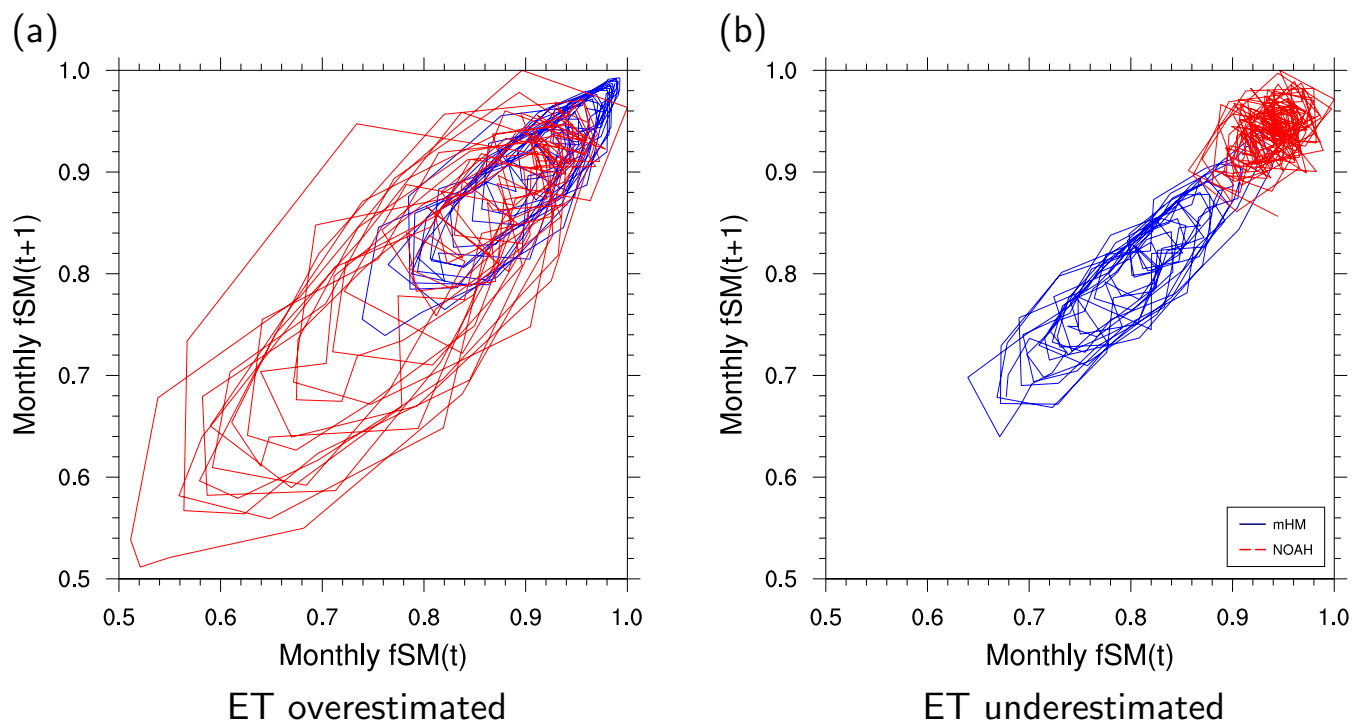 (a)
(b)
1.0
0.9
0.8
0.7
0.6
0.5
Monthly fSM(t+1)
0.5 0.6 0.7 0.8 0.9 1.0
Monthly fSM(t)
ET overestimated
1.0
0.9
0.8
0.7
0.6
0.5
Monthly fSM(t+1)
mHM
NOAH
0.5 0.6 0.7 0.8 0.9 1.0
Monthly fSM(t)
ET underestimated